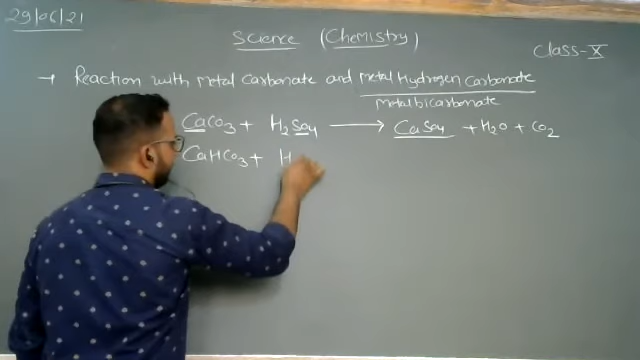 29/06/21
Science (Chemistry)
Class-X
→ Reaction with Metal Carbonate and Metal Hydrogen Carbonate
Metal bicarbonate
CaCO3 + H2SO4 → CaSO4 + H2O + CO2
CaHCO3 + H